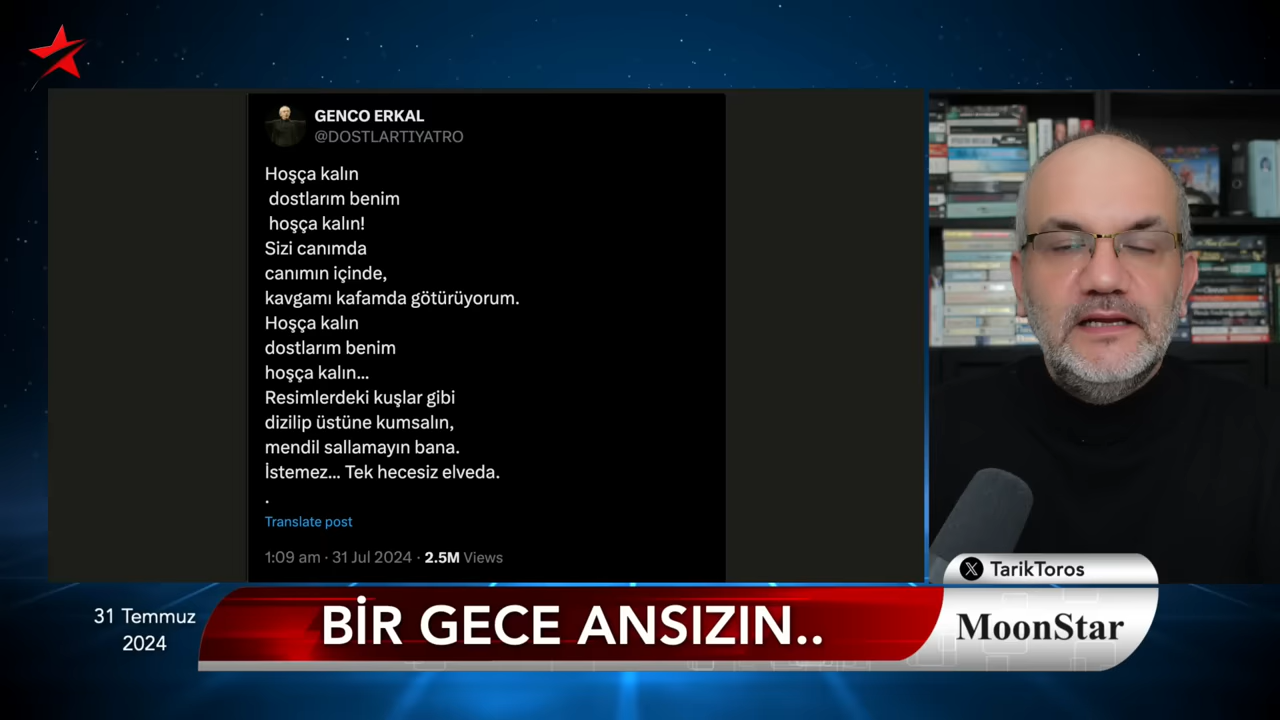 GENCO ERKAL
@DOSTLARTIYATRO
Hoşça kalın
dostlarım benim
hoşça kalın!
Sizi canımda
canımın içinde,
kavgamı kafamda götürüyorum.
Hoşça kalın
dostlarım benim
hoşça kalın...
Resimlerdeki kuşlar gibi
dizilip üstüne kumsalın,
mendil sallamayın bana.
İstemez... Tek hecesiz elveda.
.
Translate post
1:09 am · 31 Jul 2024 · 2.5M Views
TarikToros
31 Temmuz
2024
BİR GECE ANSIZIN..
MoonStar